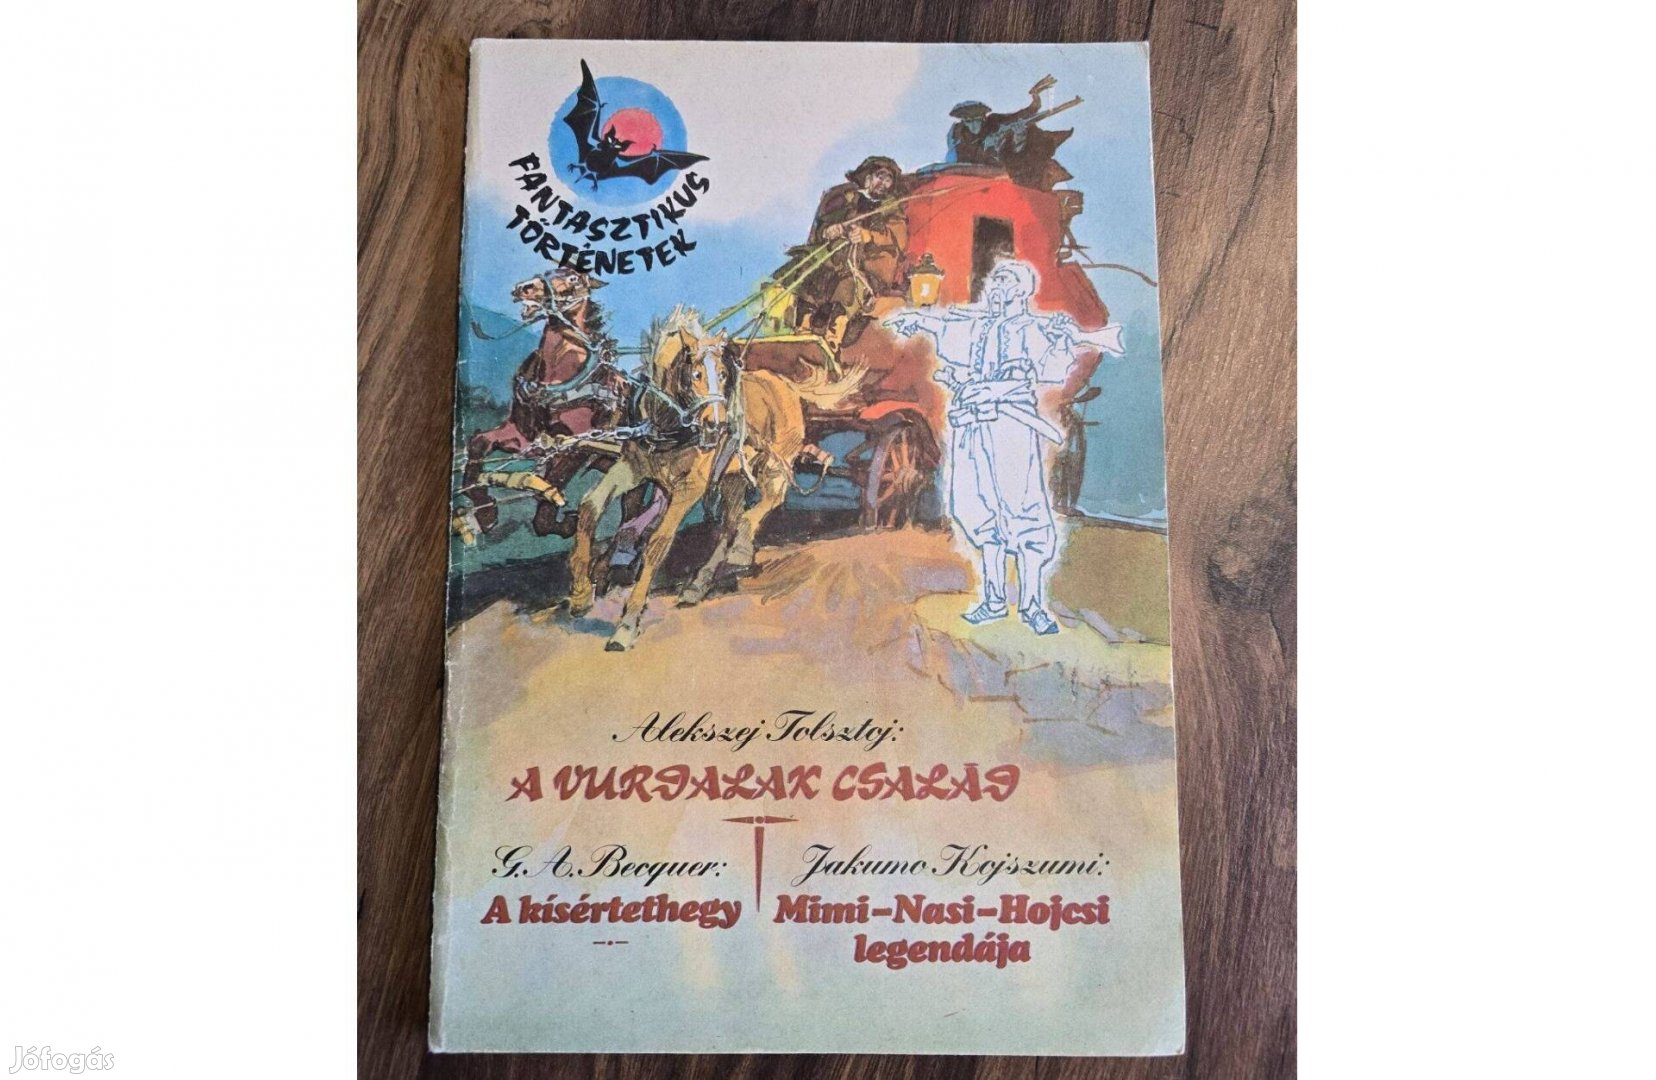 FANTASZTIKUS
TÖRTÉNETEK
Alekszej Tolsztoj:
A VURDALAK CSALÁD
G. A. Becquer:
A kísértethegy
Jakumo Kojszumi:
Mimi-Nasi-Hojcsi
legendája
Jófogás